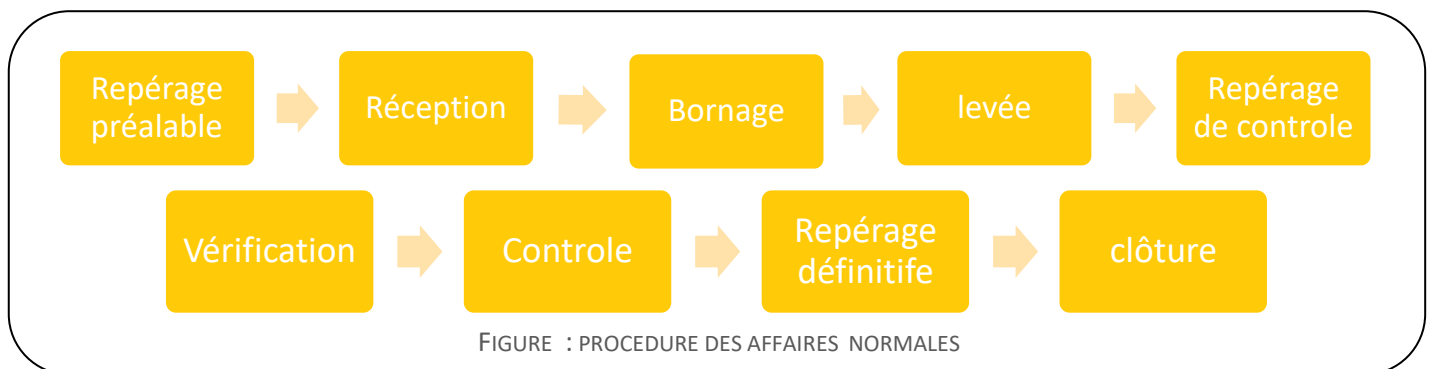 Repérage
préalable
Réception
Bornage
levée
Repérage
de controle
Vérification
Controle
Repérage
définitife
clôture
FIGURE : PROCEDURE DES AFFAIRES NORMALES